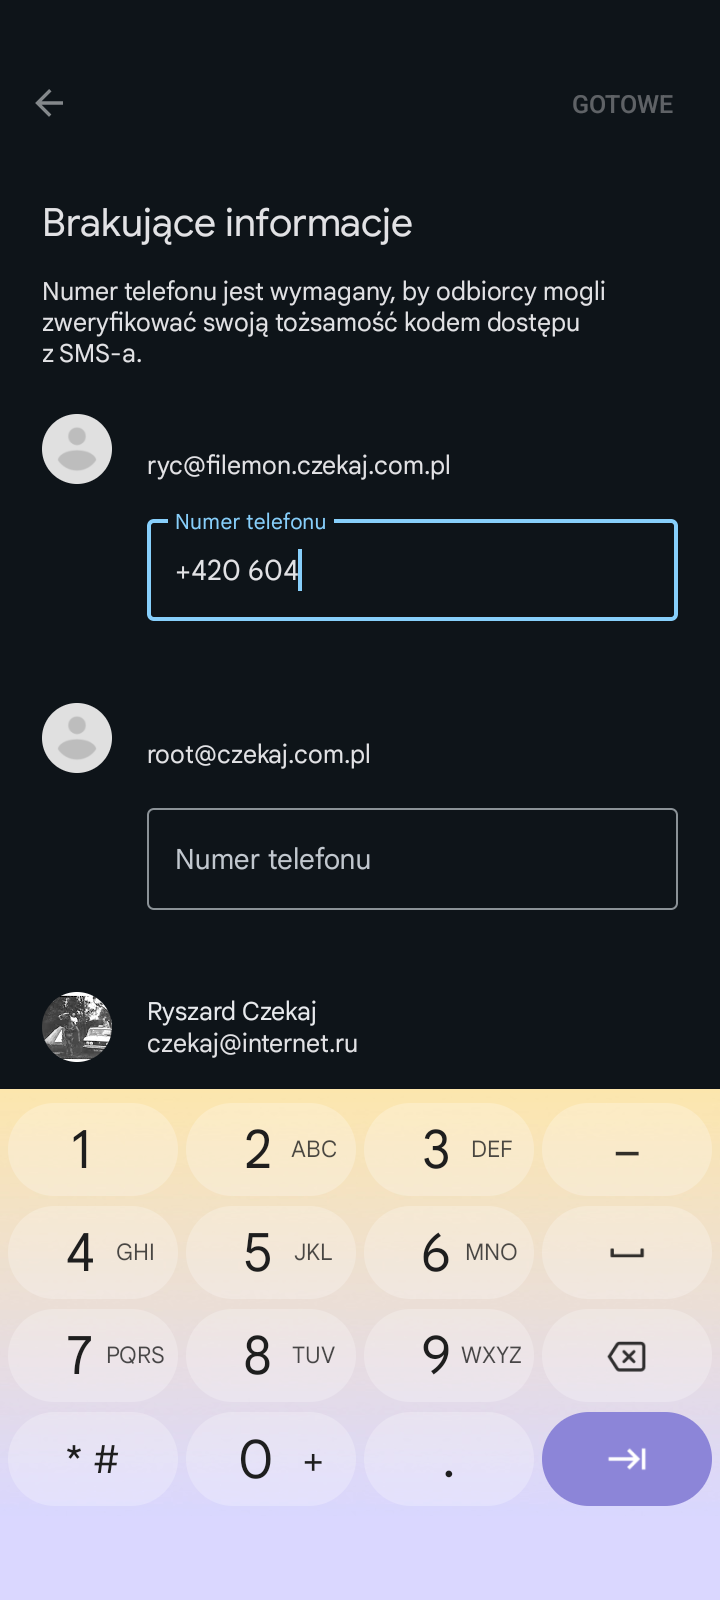 GOTOWE
Brakujące informacje
Numer telefonu jest wymagany, by odbiorcy mogli
zweryfikować swoją tożsamość kodem dostępu
z SMS-a.
ryc@filemon.czekaj.com.pl
Numer telefonu
+420 604
root@czekaj.com.pl
Numer telefonu
Ryszard Czekaj
czekaj@internet.ru
1 2 ABC 3 DEF –
4 GHI 5 JKL 6 MNO
7 PQRS 8 TUV 9 WXYZ
* # 0 + .